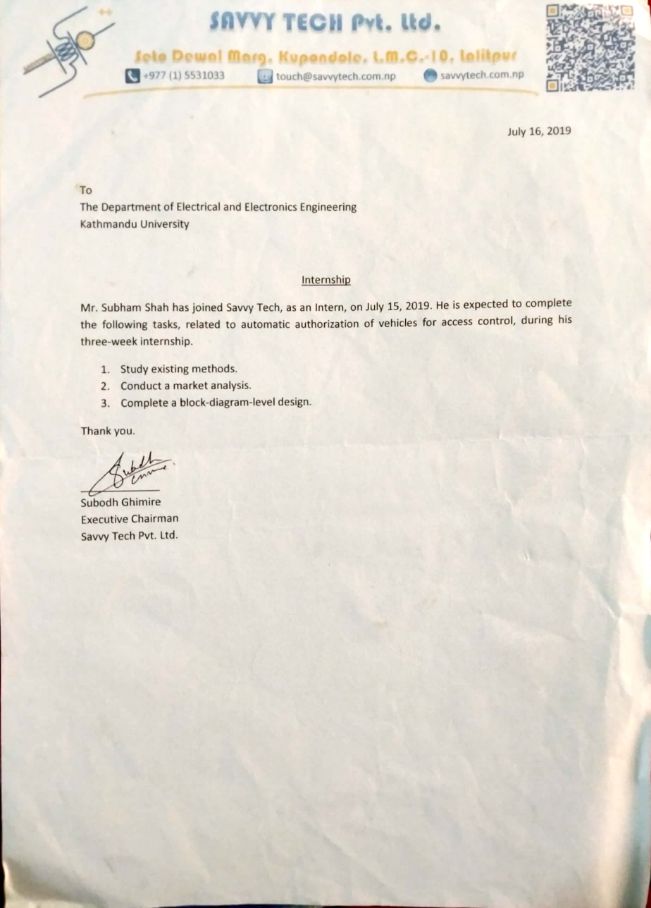 SAVVY TECH Pvt. Ltd.
Seto Dewal Marg, Kupondole, L.M.C.-10, Lalitpur
+977 (1) 5531033 touch@savvytech.com.np savvytech.com.np
July 16, 2019
To
The Department of Electrical and Electronics Engineering
Kathmandu University
Internship
Mr. Subham Shah has joined Savvy Tech, as an Intern, on July 15, 2019. He is expected to complete
the following tasks, related to automatic authorization of vehicles for access control, during his
three-week internship.
1. Study existing methods.
2. Conduct a market analysis.
3. Complete a block-diagram-level design.
Thank you.
Subodh Ghimire
Executive Chairman
Savvy Tech Pvt. Ltd.